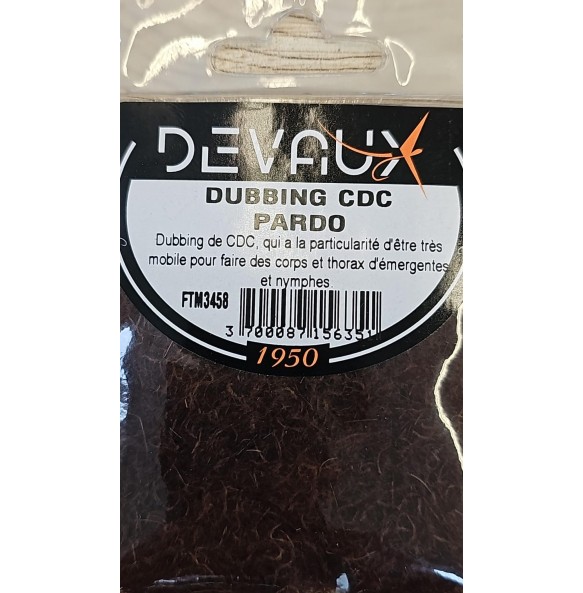 DEVAUX
DUBBING CDC
PARDO
Dubbing de CDC, qui a la particularité d'être très
mobile pour faire des corps et thorax d'émergentes
et nymphes.
FTM3458
3 700087 156351
1950